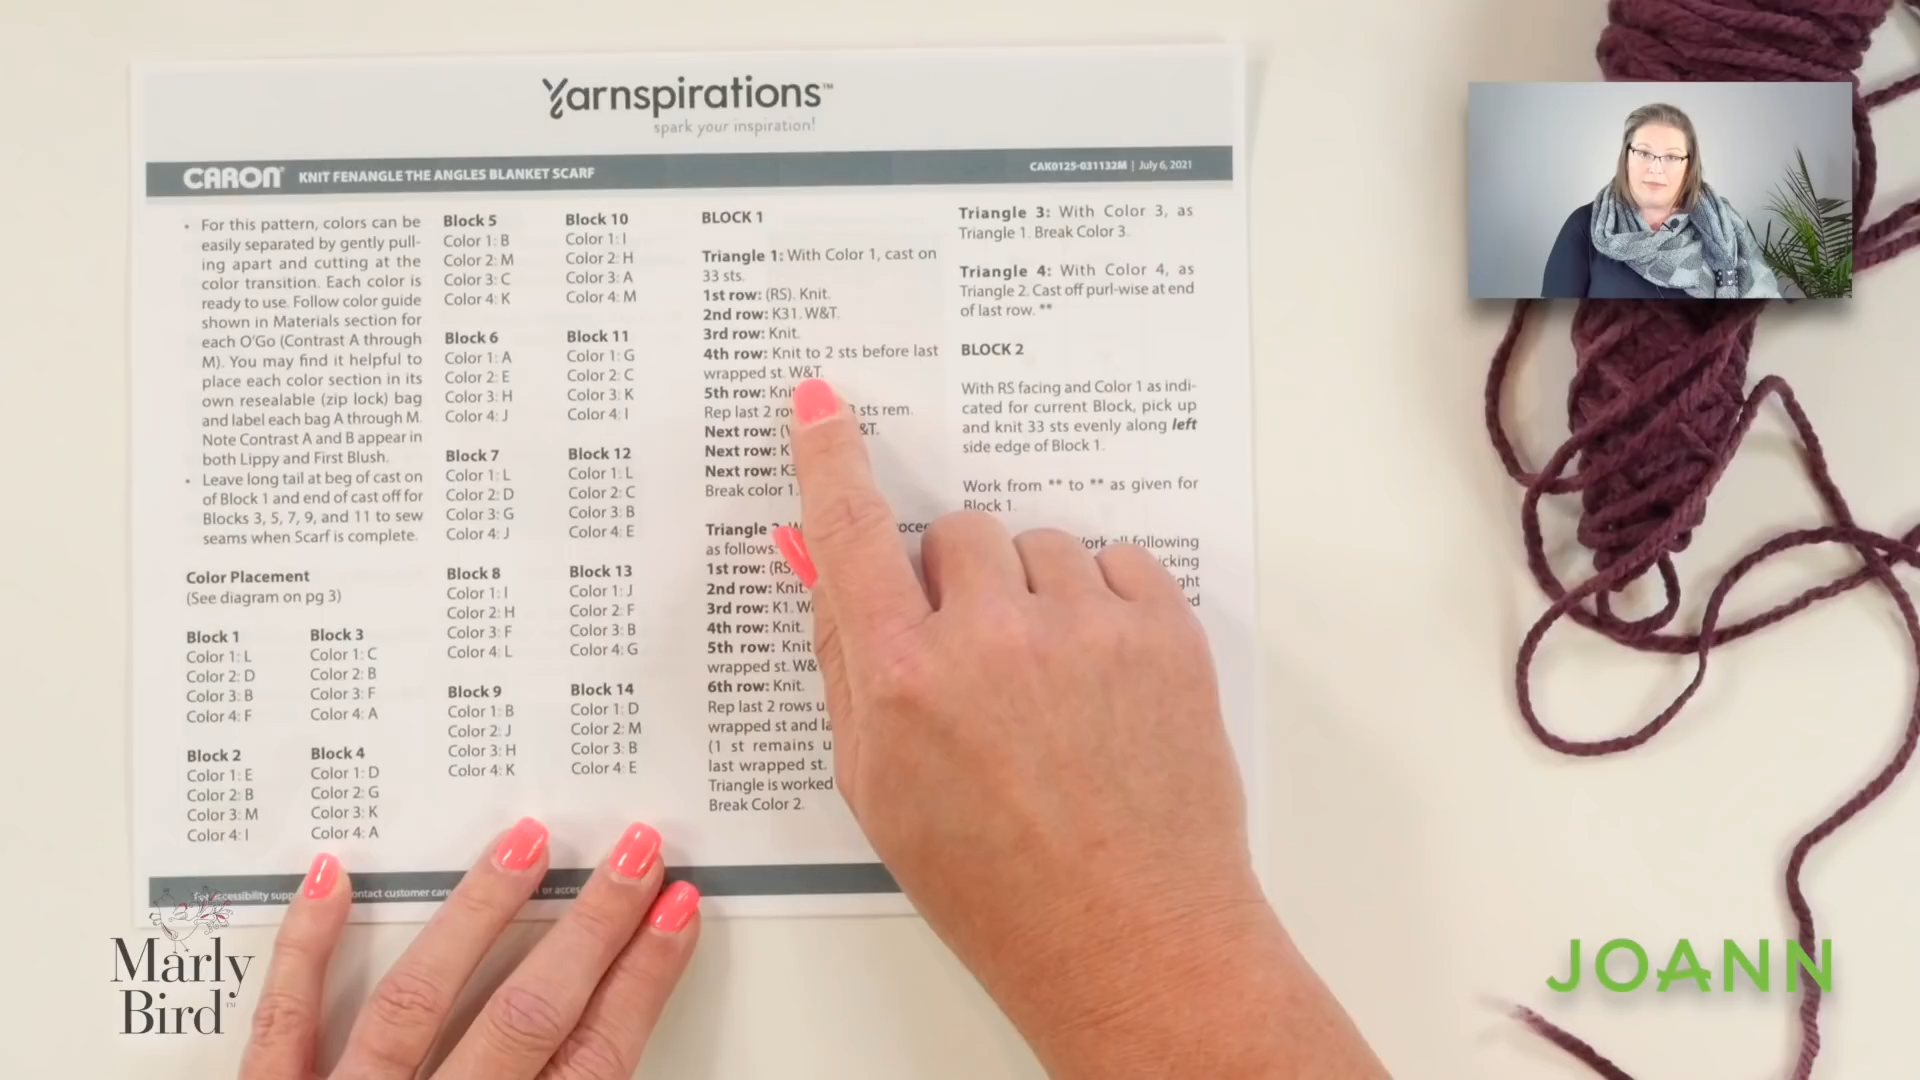 Yarnspirations™
spark your inspiration!
CARON® KNIT FENANGLE THE ANGLES BLANKET SCARF
CAK0125-031132M | July 6, 2021
• For this pattern, colors can be
easily separated by gently pull-
ing apart and cutting at the
color transition. Each color is
ready to use. Follow color guide
shown in Materials section for
each O'Go (Contrast A through
M). You may find it helpful to
place each color section in its
own resealable (zip lock) bag
and label each bag A through M.
Note Contrast A and B appear in
both Lippy and First Blush.
• Leave long tail at beg of cast on
of Block 1 and end of cast off for
Blocks 3, 5, 7, 9, and 11 to sew
seams when Scarf is complete.
Color Placement
(See diagram on pg 3)
Block 1
Color 1: L
Color 2: D
Color 3: B
Color 4: F
Block 2
Color 1: E
Color 2: B
Color 3: M
Color 4: I
Block 3
Color 1: C
Color 2: B
Color 3: F
Color 4: A
Block 4
Color 1: D
Color 2: G
Color 3: K
Color 4: A
Block 5
Color 1: B
Color 2: M
Color 3: C
Color 4: K
Block 6
Color 1: A
Color 2: E
Color 3: H
Color 4: J
Block 7
Color 1: L
Color 2: D
Color 3: G
Color 4: J
Block 8
Color 1: I
Color 2: H
Color 3: F
Color 4: L
Block 9
Color 1: B
Color 2: J
Color 3: H
Color 4: K
Block 10
Color 1: I
Color 2: H
Color 3: A
Color 4: M
Block 11
Color 1: G
Color 2: C
Color 3: K
Color 4: I
Block 12
Color 1: L
Color 2: C
Color 3: B
Color 4: E
Block 13
Color 1: J
Color 2: F
Color 3: B
Color 4: G
Block 14
Color 1: D
Color 2: M
Color 3: B
Color 4: E
BLOCK 1
Triangle 1: With Color 1, cast on
33 sts.
1st row: (RS). Knit.
2nd row: K31. W&T.
3rd row: Knit.
4th row: Knit to 2 sts before last
wrapped st. W&T.
5th row: Knit
Rep last 2 3 sts rem.
Next row: &T.
Next row:
Next row:
Break color 1.
Triangle
as follows:
1st row: (RS)
2nd row: Knit.
3rd row: K1.
4th row: Knit.
5th row: Knit
wrapped st. W&
6th row: Knit.
Rep last 2 rows
wrapped st and
(1 st remains
last wrapped st.
Triangle is worked
Break Color 2.
Triangle 3: With Color 3, as
Triangle 1. Break Color 3.
Triangle 4: With Color 4, as
Triangle 2. Cast off purl-wise at end
of last row. **
BLOCK 2
With RS facing and Color 1 as indi-
cated for current Block, pick up
and knit 33 sts evenly along left
side edge of Block 1.
Work from ** to ** as given for
Block 1.
all following
For accessibility contact customer
Marly
Bird™
JOANN